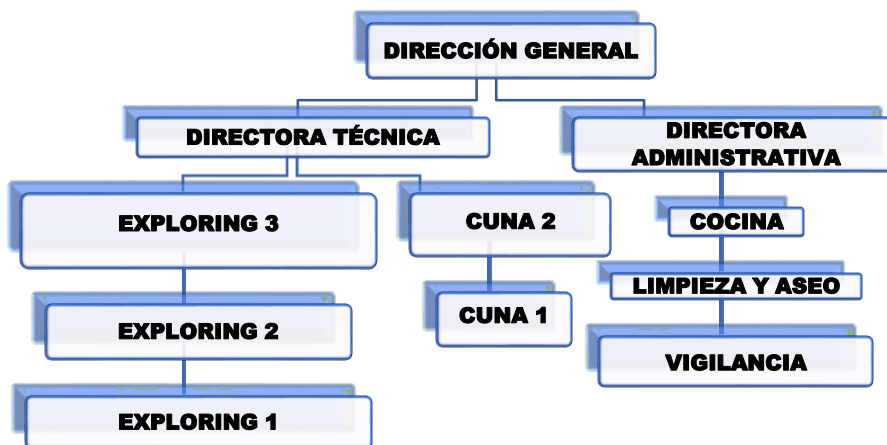 DIRECCIÓN GENERAL
DIRECTORA TÉCNICA
DIRECTORA
ADMINISTRATIVA
EXPLORING 3
CUNA 2
COCINA
LIMPIEZA Y ASEO
CUNA 1
EXPLORING 2
VIGILANCIA
EXPLORING 1